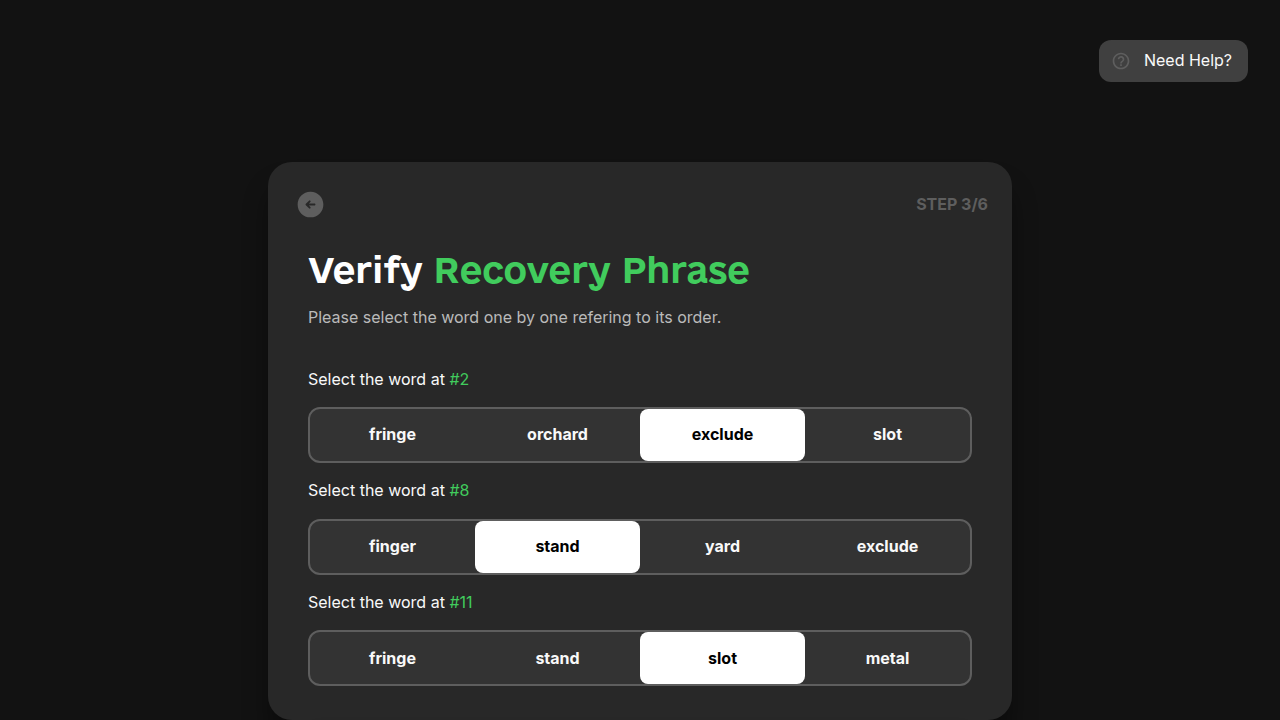 Need Help?
STEP 3/6
Verify Recovery Phrase
Please select the word one by one refering to its order.
Select the word at #2
fringe orchard exclude slot
Select the word at #8
finger stand yard exclude
Select the word at #11
fringe stand slot metal